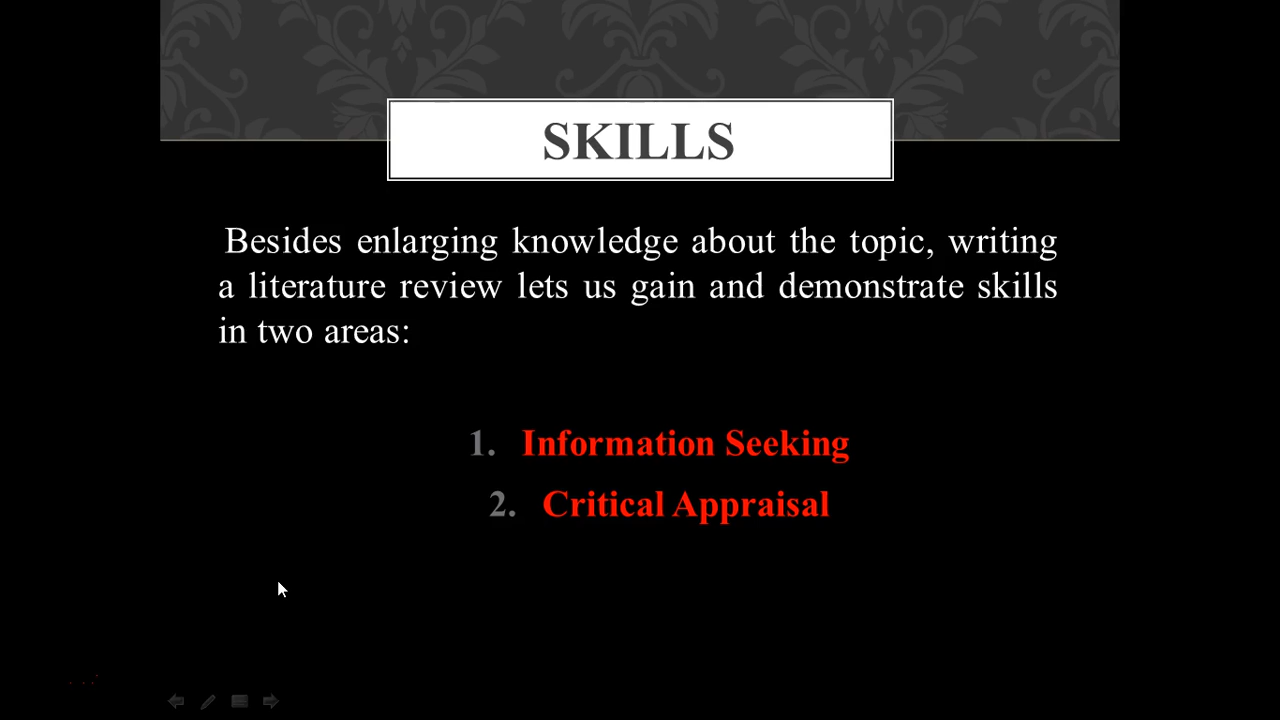 SKILLS
Besides enlarging knowledge about the topic, writing
a literature review lets us gain and demonstrate skills
in two areas:
1. Information Seeking
2. Critical Appraisal